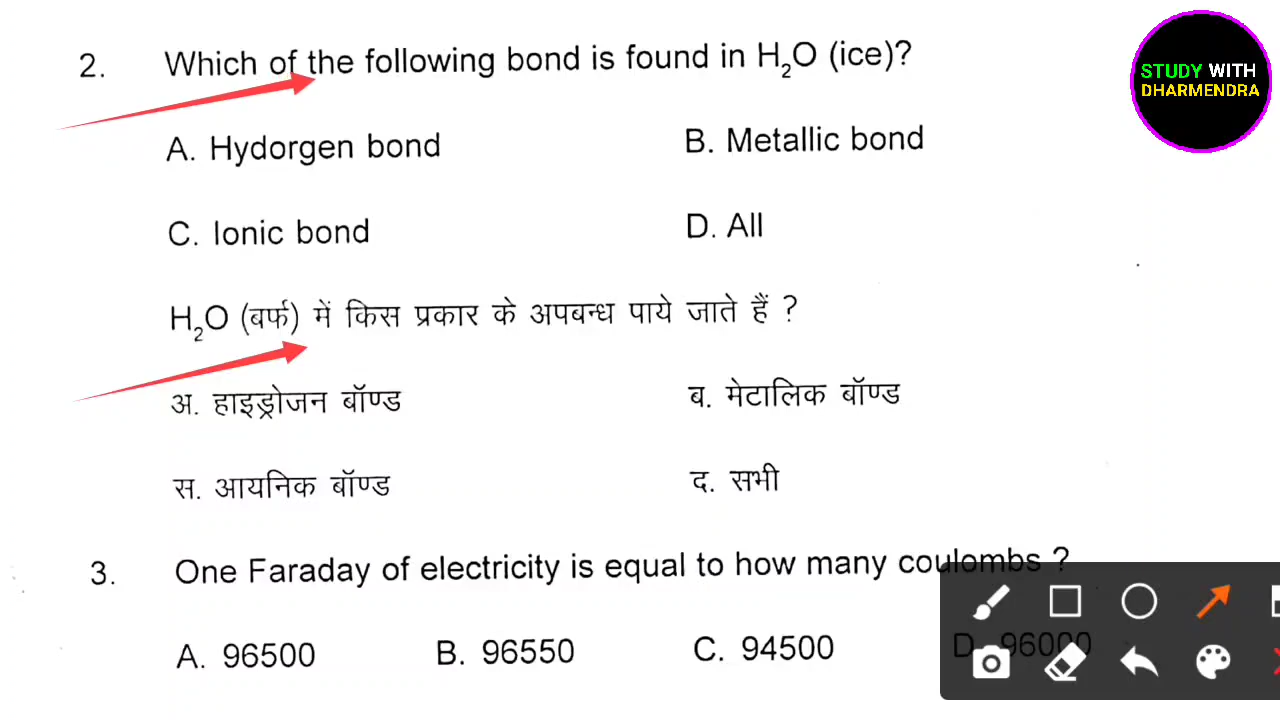 STUDY WITH
DHARMENDRA
2. Which of the following bond is found in H₂O (ice)?
A. Hydorgen bond B. Metallic bond
C. Ionic bond D. All
H₂O (बर्फ) में किस प्रकार के अपबन्ध पाये जाते हैं ?
अ. हाइड्रोजन बॉण्ड ब. मेटालिक बॉण्ड
स. आयनिक बॉण्ड द. सभी
3. One Faraday of electricity is equal to how many coulombs ?
A. 96500 B. 96550 C. 94500 D. 96000